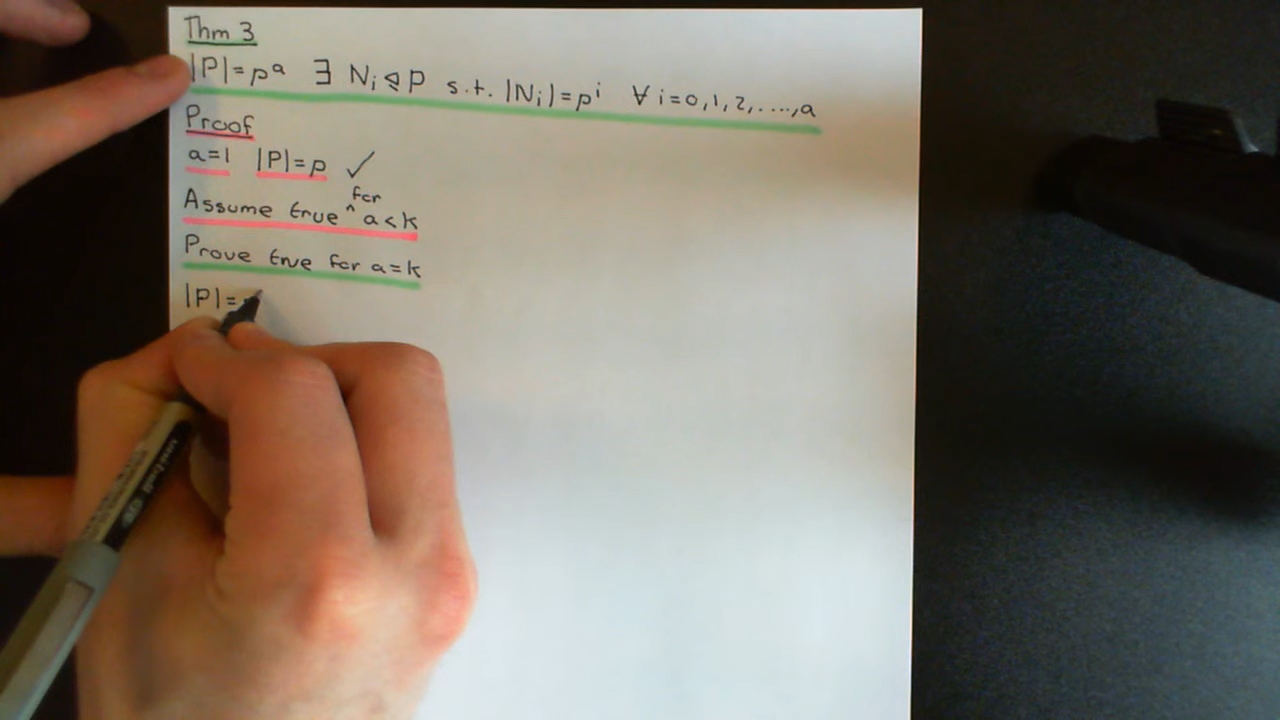 Thm 3
|P|=pᵃ ∃ Nᵢ ⊴ P s.t. |Nᵢ|=pⁱ ∀ i=0,1,2,....,a
Proof
a=1 |P|=p ✓
Assume true ^for a<k
Prove true for a=k
|P|=